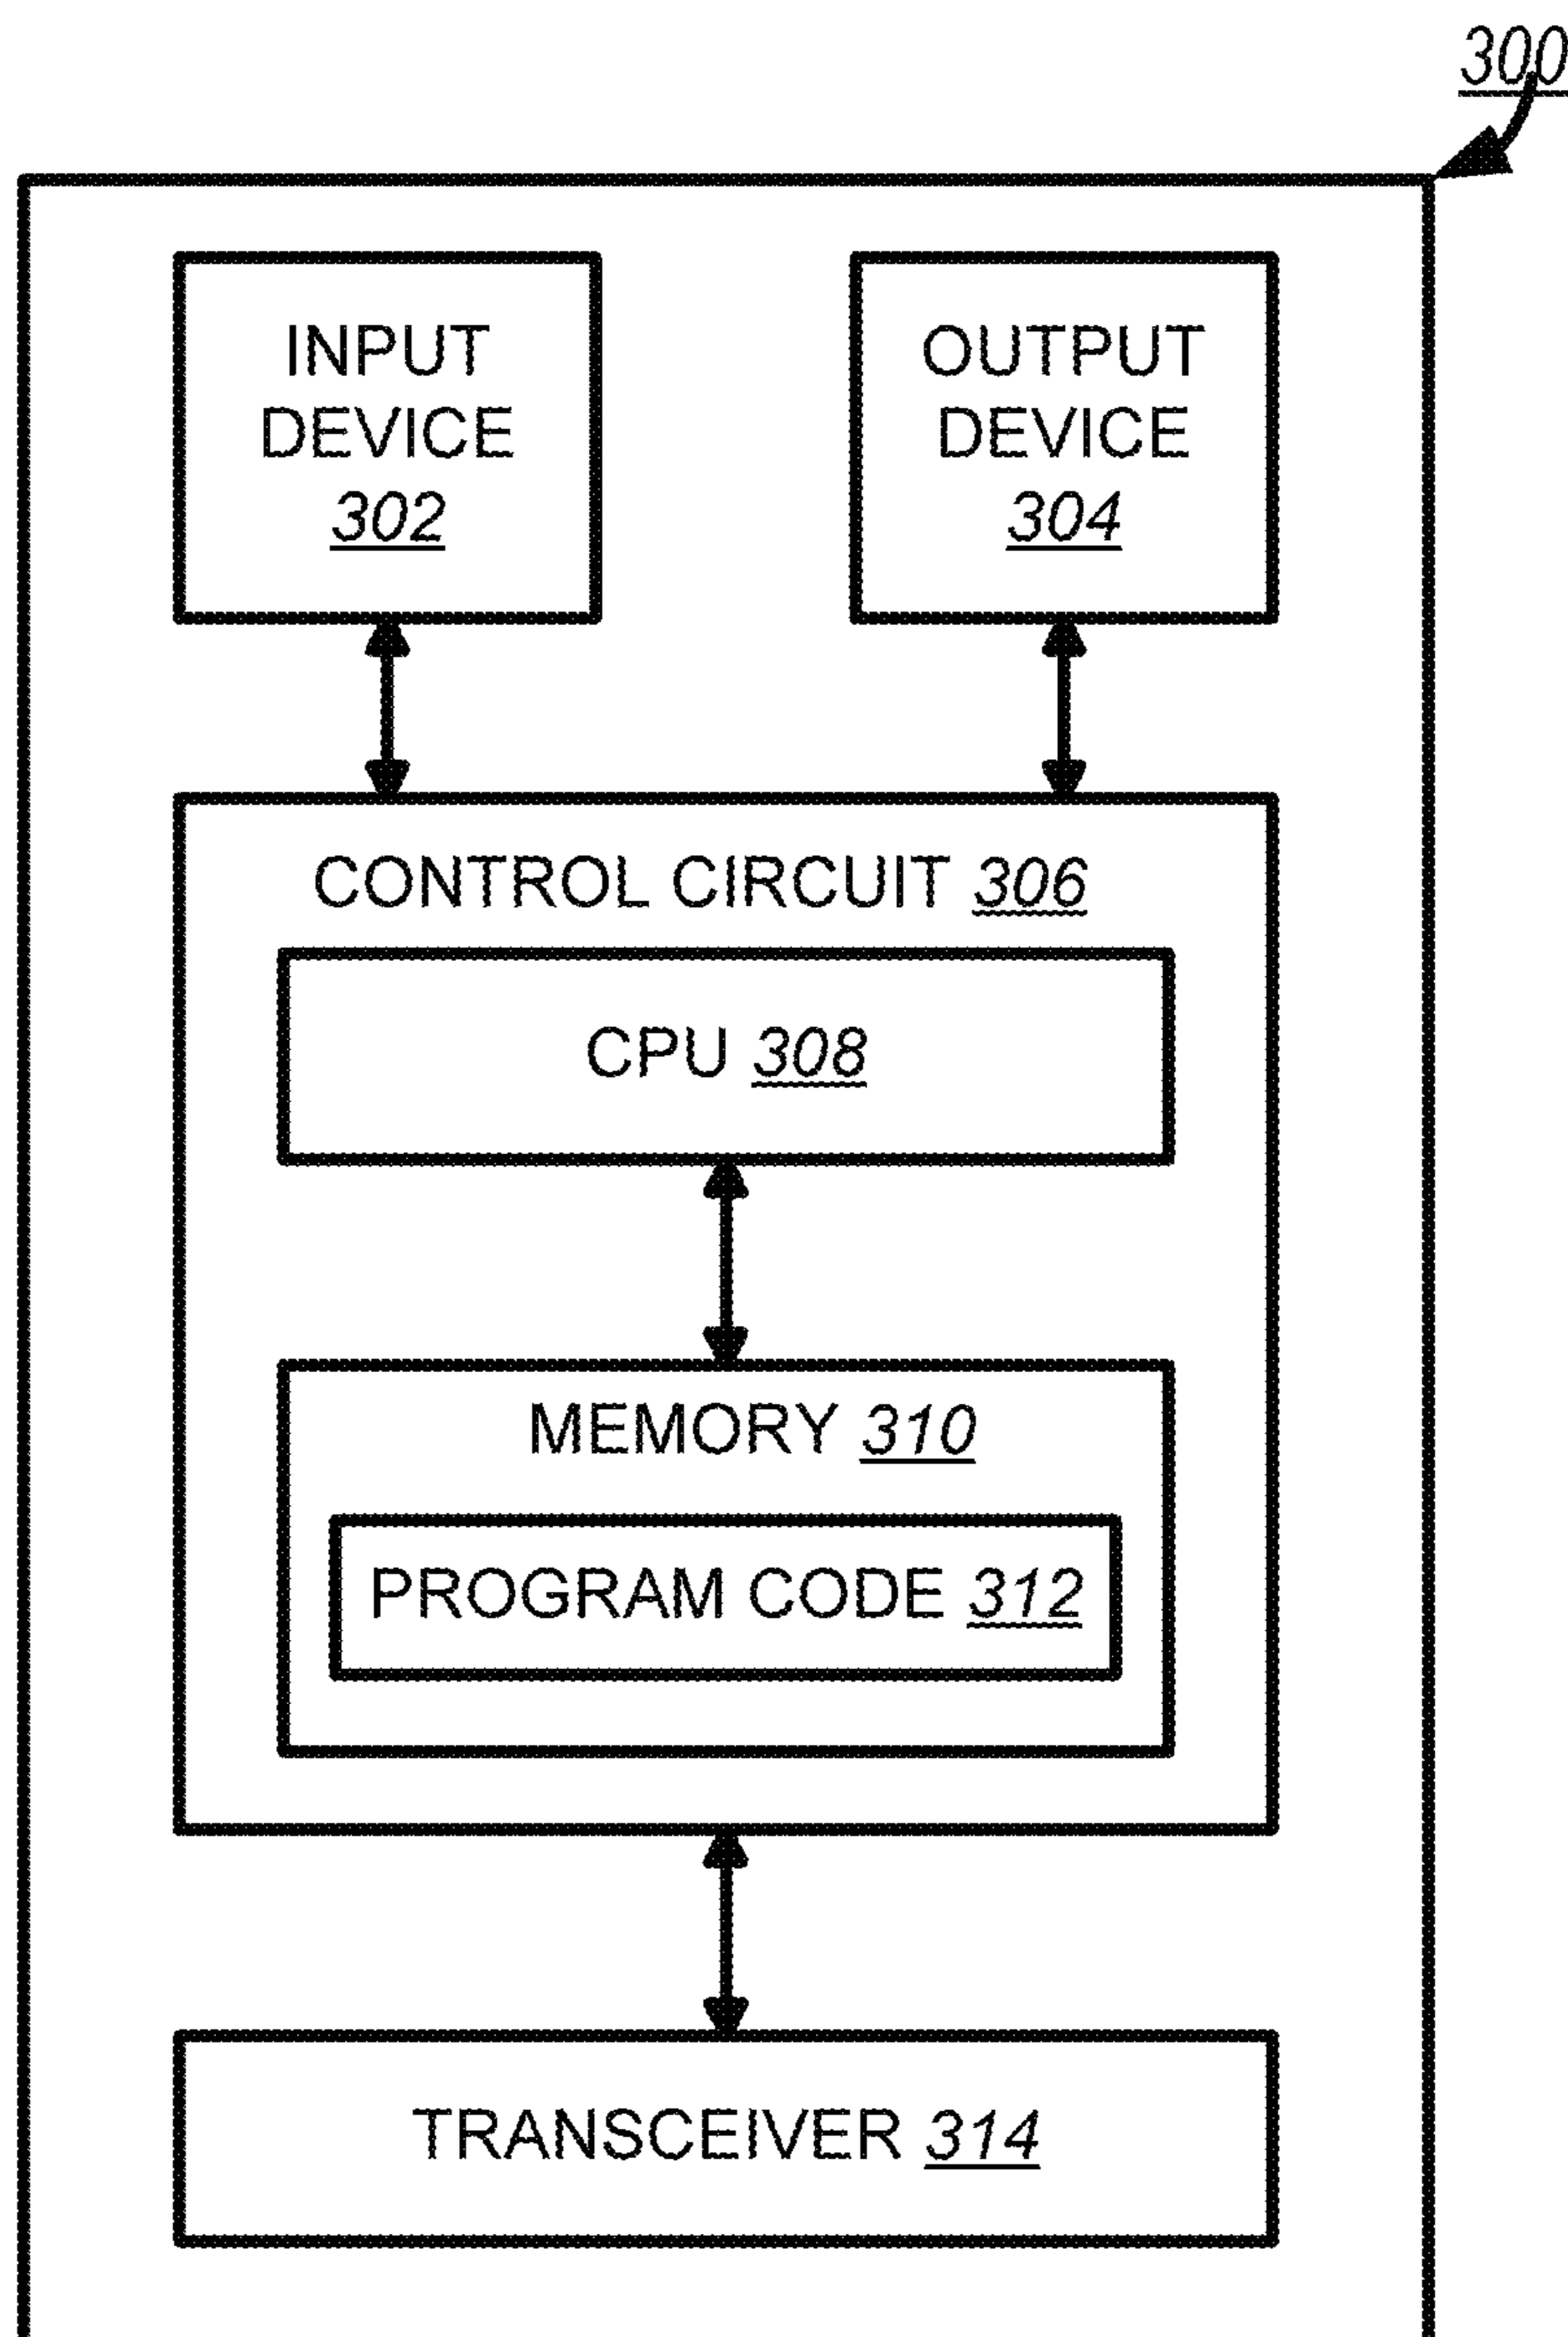 300
INPUT
DEVICE
302
OUTPUT
DEVICE
304
CONTROL CIRCUIT 306
CPU 308
MEMORY 310
PROGRAM CODE 312
TRANSCEIVER 314